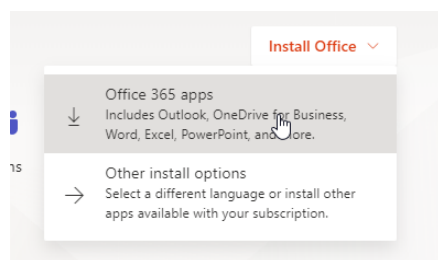 Install Office
Office 365 apps
Includes Outlook, OneDrive for Business,
Word, Excel, PowerPoint, and more.
ns
Other install options
Select a different language or install other
apps available with your subscription.